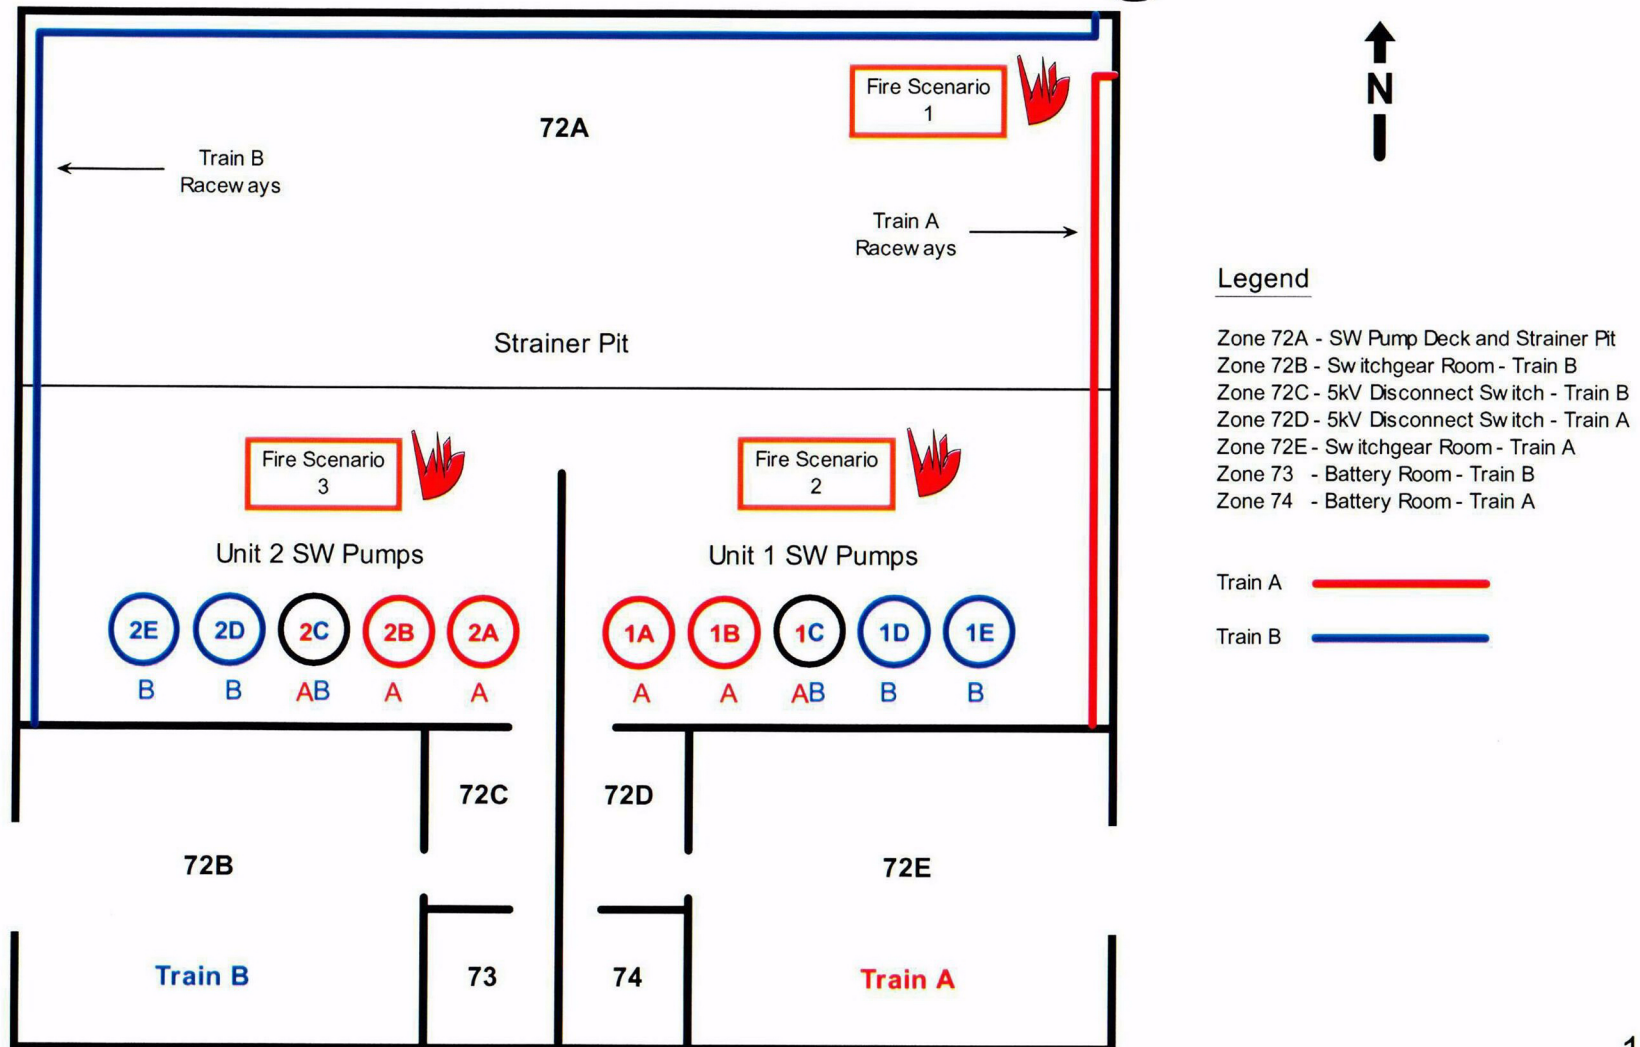 Fire Scenario
1
N
72A
Train B
Raceways
Train A
Raceways
Legend
Strainer Pit
Zone 72A - SW Pump Deck and Strainer Pit
Zone 72B - Switchgear Room - Train B
Zone 72C - 5kV Disconnect Switch - Train B
Zone 72D - 5kV Disconnect Switch - Train A
Zone 72E - Switchgear Room - Train A
Zone 73 - Battery Room - Train B
Zone 74 - Battery Room - Train A
Fire Scenario
3
Fire Scenario
2
Unit 2 SW Pumps
Unit 1 SW Pumps
Train A
Train B
2E 2D 2C 2B 2A 1A 1B 1C 1D 1E
B B AB A A A A AB B B
72C
72D
72B
72E
Train B
73
74
Train A